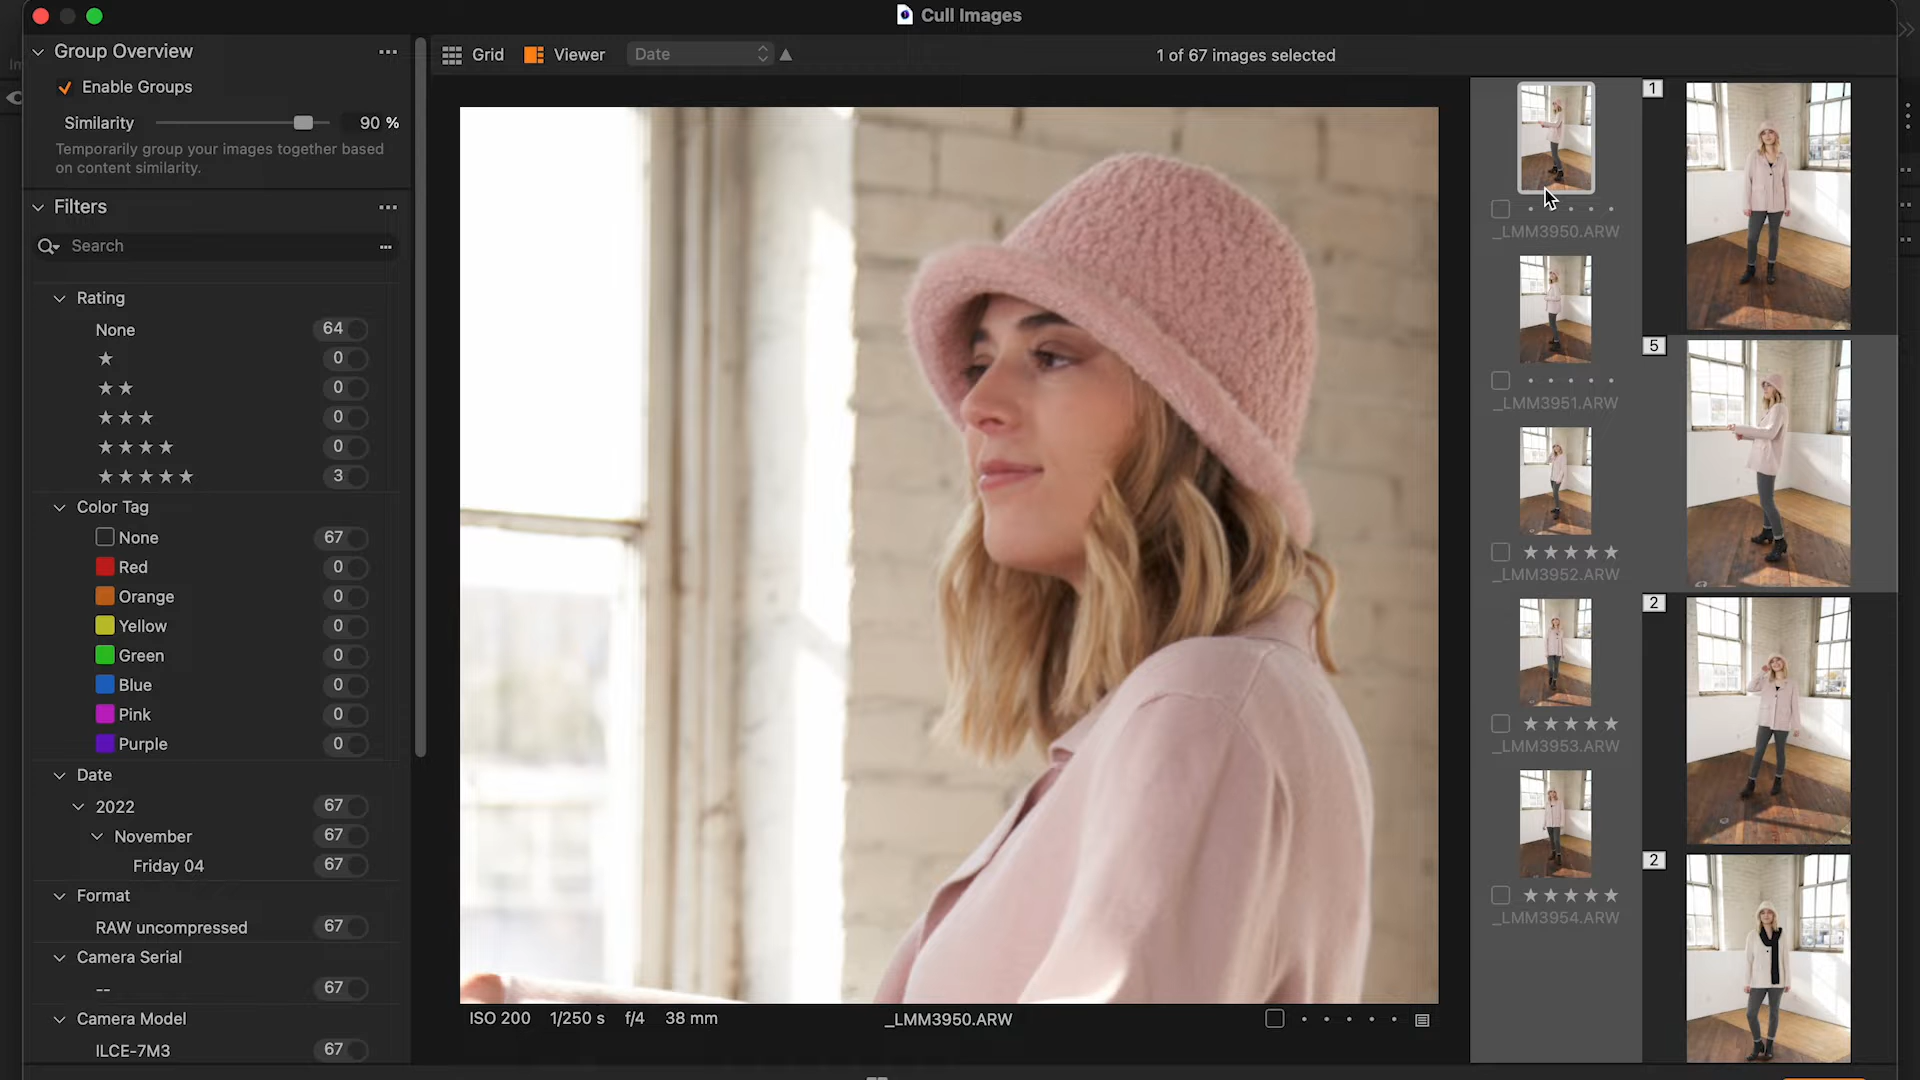 Cull Images
Group Overview
Enable Groups
Similarity 90 %
Temporarily group your images together based
on content similarity.
Filters
Search
Rating
None 64
★ 0
★★ 0
★★★ 0
★★★★ 0
★★★★★ 3
Color Tag
None 67
Red 0
Orange 0
Yellow 0
Green 0
Blue 0
Pink 0
Purple 0
Date
2022 67
November 67
Friday 04 67
Format
RAW uncompressed 67
Camera Serial
-- 67
Camera Model
ILCE-7M3 67
Grid Viewer Date 1 of 67 images selected
ISO 200 1/250 s f/4 38 mm _LMM3950.ARW
_LMM3950.ARW
_LMM3951.ARW
★★★★★
_LMM3952.ARW
★★★★★
_LMM3953.ARW
★★★★★
_LMM3954.ARW
1
5
2
2